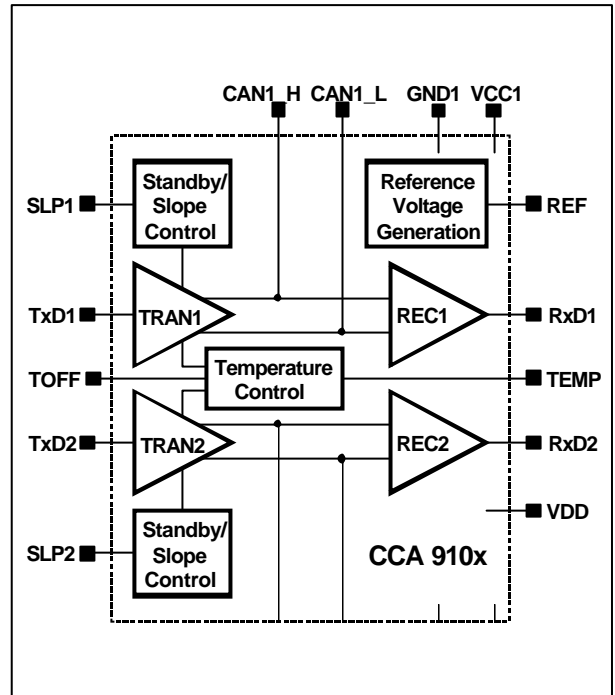 CAN1_H CAN1_L GND1 VCC1
SLP1
Standby/
Slope
Control
Reference
Voltage
Generation
REF
TxD1
TRAN1
REC1
RxD1
TOFF
Temperature
Control
TEMP
TxD2
TRAN2
REC2
RxD2
VDD
SLP2
Standby/
Slope
Control
CCA 910x